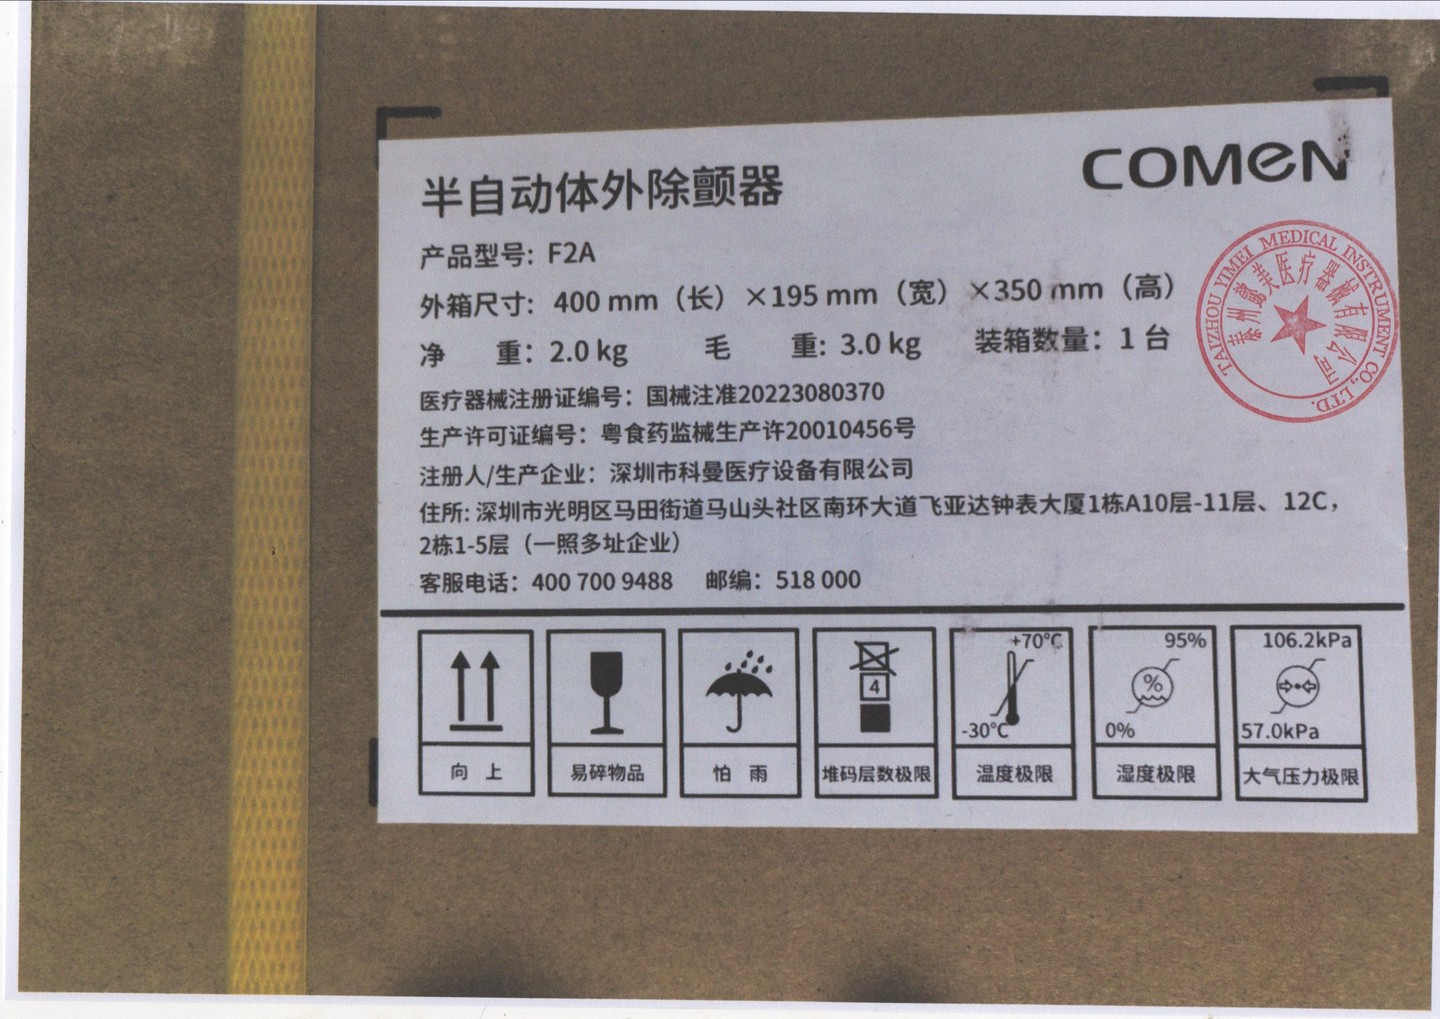 COMEN
半自动体外除颤器
产品型号: F2A
外箱尺寸: 400 mm（长）×195 mm（宽）×350 mm（高）
净 重: 2.0 kg 毛 重: 3.0 kg 装箱数量: 1 台
医疗器械注册证编号: 国械注准20223080370
生产许可证编号: 粤食药监械生产许20010456号
注册人/生产企业: 深圳市科曼医疗设备有限公司
住所: 深圳市光明区马田街道马山头社区南环大道飞亚达钟表大厦1栋A10层-11层、12C，
2栋1-5层（一照多址企业）
客服电话: 400 700 9488 邮编: 518 000
TAIZHOU YIMEI MEDICAL INSTRUMENT CO., LTD.
泰州懿美医疗器械有限公司
4
+70°C
-30°C
95%
%
0%
106.2kPa
57.0kPa
向 上
易碎物品
怕 雨
堆码层数极限
温度极限
湿度极限
大气压力极限